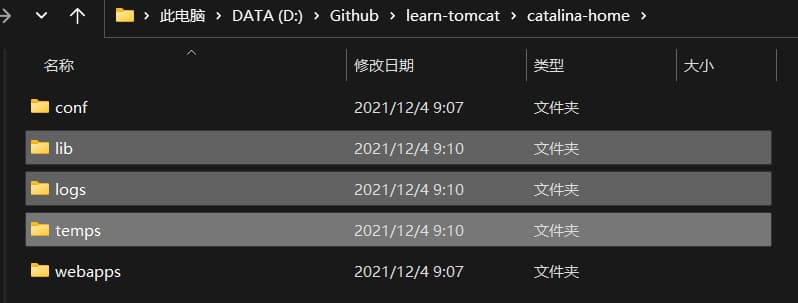 此电脑 > DATA (D:) > Github > learn-tomcat > catalina-home >
名称 修改日期 类型 大小
conf 2021/12/4 9:07 文件夹
lib 2021/12/4 9:10 文件夹
logs 2021/12/4 9:10 文件夹
temps 2021/12/4 9:10 文件夹
webapps 2021/12/4 9:07 文件夹